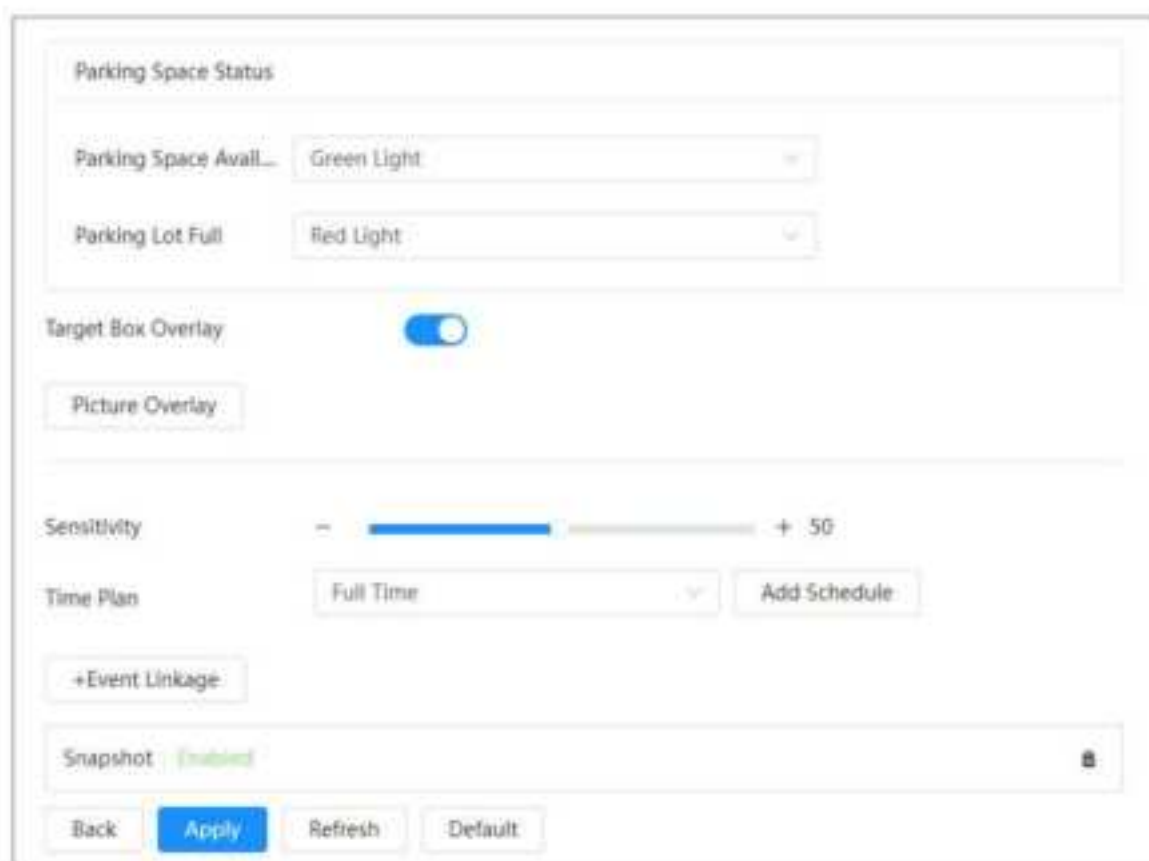 Parking Space Status
Parking Space Avail... Green Light
Parking Lot Full Red Light
Target Box Overlay
Picture Overlay
Sensitivity - + 50
Time Plan Full Time Add Schedule
+Event Linkage
Snapshot Enabled
Back Apply Refresh Default